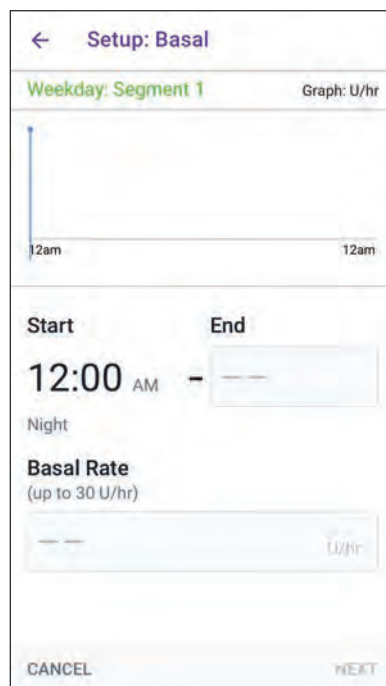 Setup: Basal
Weekday: Segment 1 Graph: U/hr
12am 12am
Start End
12:00 AM - — —
Night
Basal Rate
(up to 30 U/hr)
— — U/hr
CANCEL NEXT